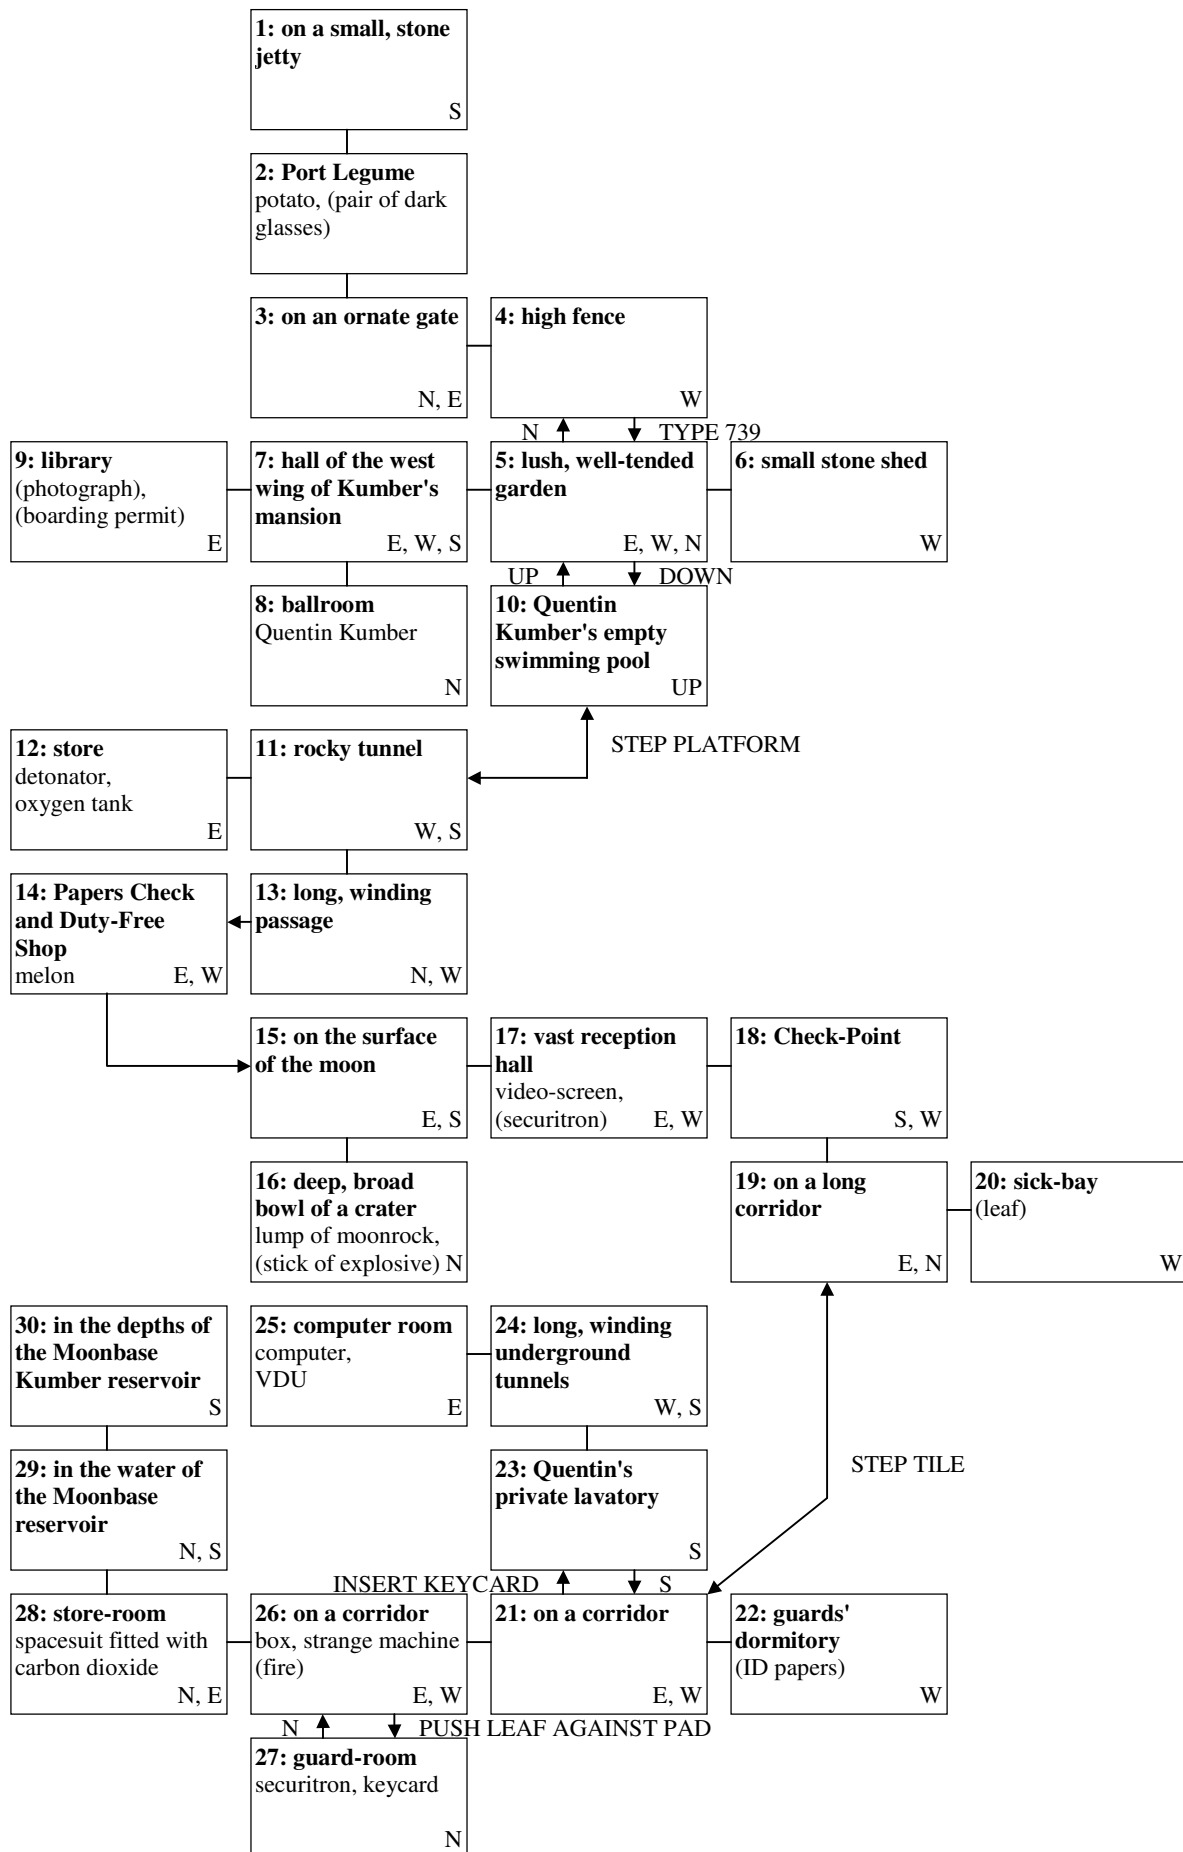 1: on a small, stone
jetty
S
2: Port Legume
potato, (pair of dark
glasses)
3: on an ornate gate
N, E
4: high fence
W
N
TYPE 739
9: library
(photograph),
(boarding permit)
E
7: hall of the west
wing of Kumber's
mansion
E, W, S
5: lush, well-tended
garden
E, W, N
6: small stone shed
W
UP
DOWN
8: ballroom
Quentin Kumber
N
10: Quentin
Kumber's empty
swimming pool
UP
STEP PLATFORM
12: store
detonator,
oxygen tank
E
11: rocky tunnel
W, S
14: Papers Check
and Duty-Free
Shop
melon
E, W
13: long, winding
passage
N, W
15: on the surface
of the moon
E, S
17: vast reception
hall
video-screen,
(securitron)
E, W
18: Check-Point
S, W
16: deep, broad
bowl of a crater
lump of moonrock,
(stick of explosive) N
19: on a long
corridor
E, N
20: sick-bay
(leaf)
W
30: in the depths of
the Moonbase
Kumber reservoir
S
25: computer room
computer,
VDU
E
24: long, winding
underground
tunnels
W, S
29: in the water of
the Moonbase
reservoir
N, S
23: Quentin's
private lavatory
S
STEP TILE
INSERT KEYCARD
S
28: store-room
spacesuit fitted with
carbon dioxide
N, E
26: on a corridor
box, strange machine
(fire)
E, W
21: on a corridor
E, W
22: guards'
dormitory
(ID papers)
W
N
PUSH LEAF AGAINST PAD
27: guard-room
securitron, keycard
N